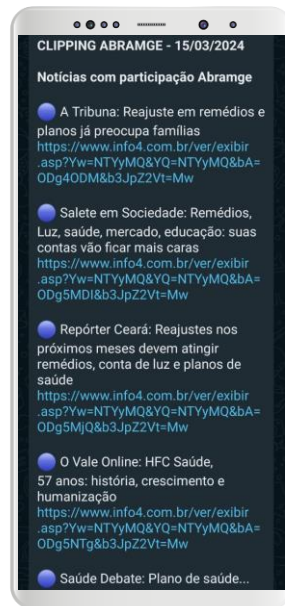 CLIPPING ABRAMGE - 15/03/2024
Notícias com participação Abramge
A Tribuna: Reajuste em remédios e
planos já preocupa famílias
https://www.info4.com.br/ver/exibir
.asp?Yw=NTYyMQ&YQ=NTYyMQ&bA=
ODg4ODM&b3JpZ2Vt=Mw
Salete em Sociedade: Remédios,
Luz, saúde, mercado, educação: suas
contas vão ficar mais caras
https://www.info4.com.br/ver/exibir
.asp?Yw=NTYyMQ&YQ=NTYyMQ&bA=
ODg5MDI&b3JpZ2Vt=Mw
Repórter Ceará: Reajustes nos
próximos meses devem atingir
remédios, conta de luz e planos de
saúde
https://www.info4.com.br/ver/exibir
.asp?Yw=NTYyMQ&YQ=NTYyMQ&bA=
ODg5MjQ&b3JpZ2Vt=Mw
O Vale Online: HFC Saúde,
57 anos: história, crescimento e
humanização
https://www.info4.com.br/ver/exibir
.asp?Yw=NTYyMQ&YQ=NTYyMQ&bA=
ODg5NTg&b3JpZ2Vt=Mw
Saúde Debate: Plano de saúde...